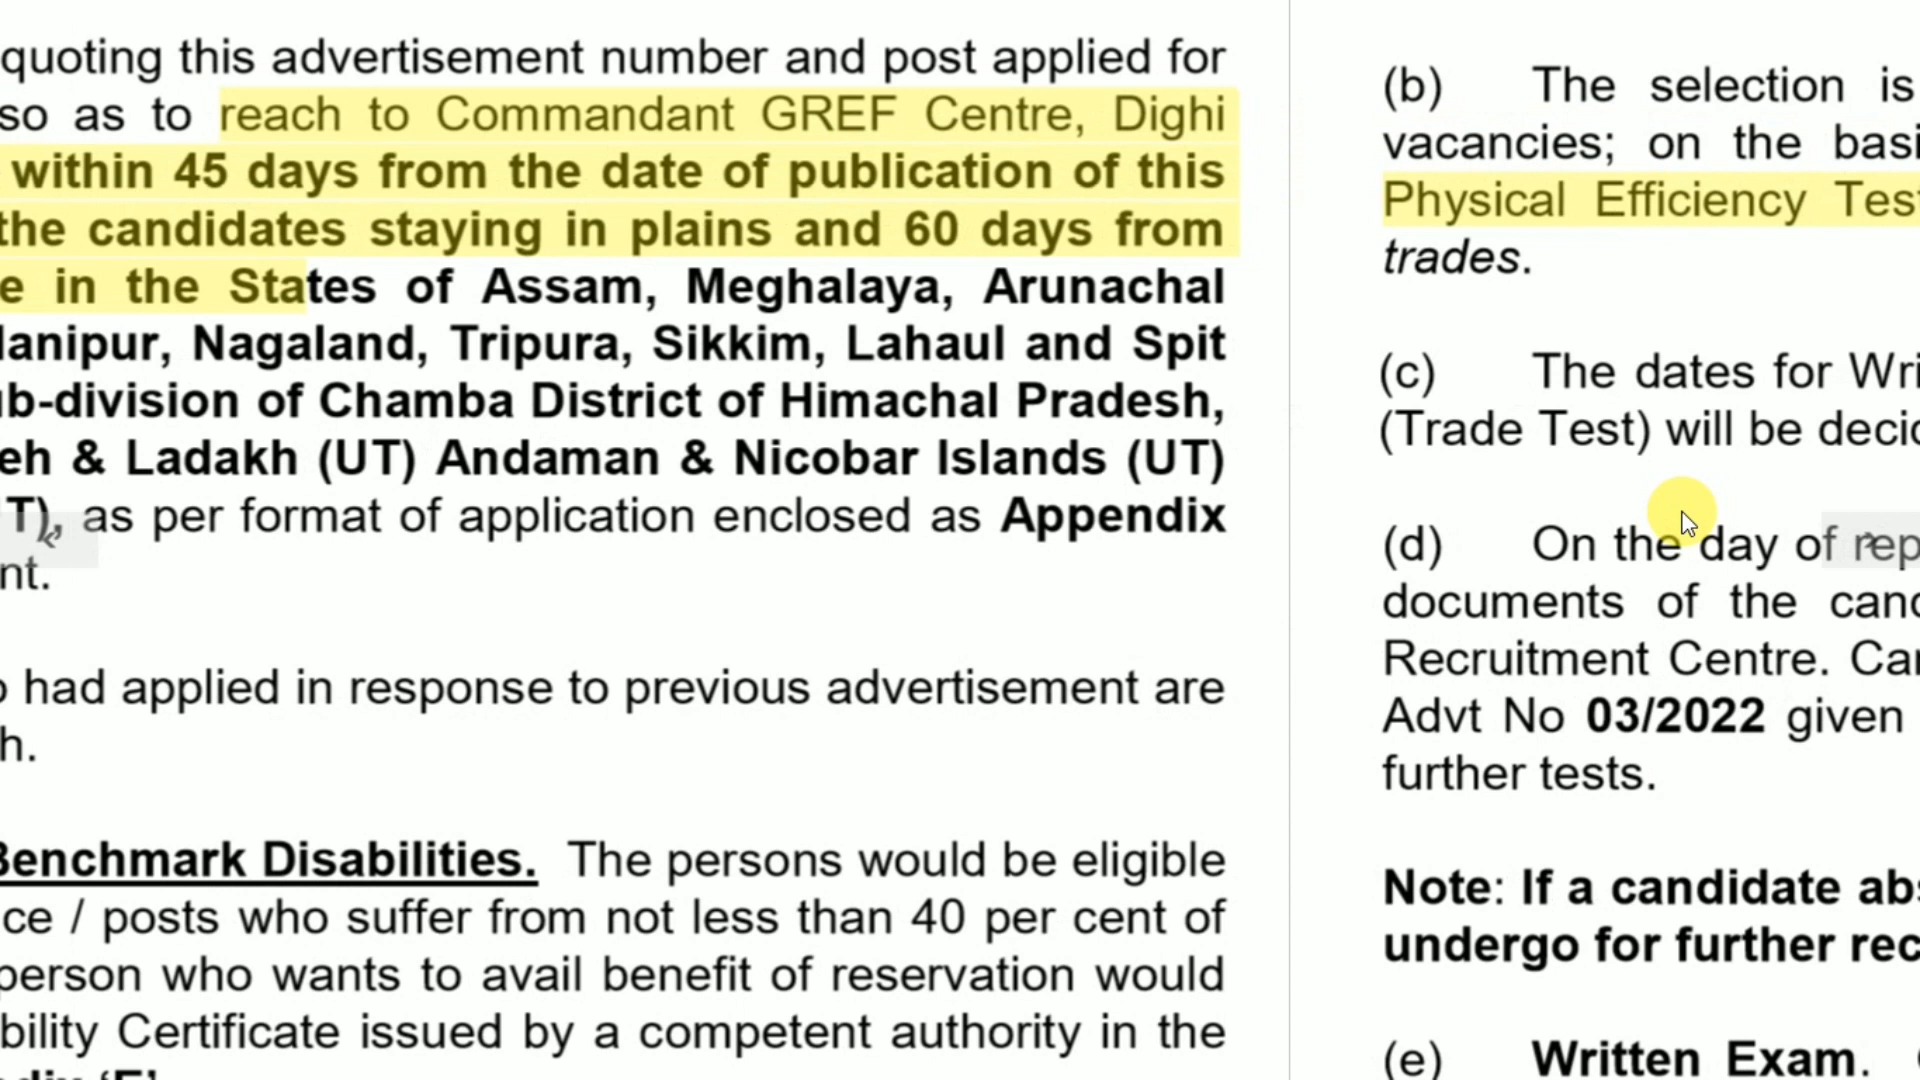 quoting this advertisement number and post applied for
so as to reach to Commandant GREF Centre, Dighi
within 45 days from the date of publication of this
the candidates staying in plains and 60 days from
e in the States of Assam, Meghalaya, Arunachal
anipur, Nagaland, Tripura, Sikkim, Lahaul and Spit
b-division of Chamba District of Himachal Pradesh,
eh & Ladakh (UT) Andaman & Nicobar Islands (UT)
T), as per format of application enclosed as Appendix
nt.
had applied in response to previous advertisement are
h.
Benchmark Disabilities. The persons would be eligible
ce / posts who suffer from not less than 40 per cent of
person who wants to avail benefit of reservation would
bility Certificate issued by a competent authority in the
(b) The selection is
vacancies; on the basi
Physical Efficiency Tes
trades.
(c) The dates for Wri
(Trade Test) will be deci
(d) On the day of rep
documents of the can
Recruitment Centre. Ca
Advt No 03/2022 given
further tests.
Note: If a candidate abs
undergo for further rec
(e) Written Exam.